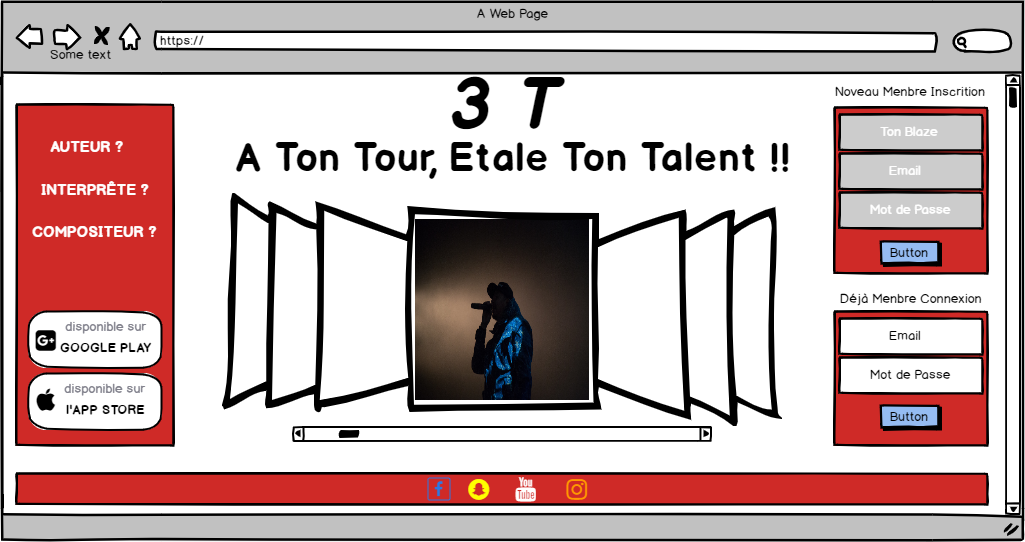 A Web Page
https://
Some text
3 T
A Ton Tour, Etale Ton Talent !!
AUTEUR ?
INTERPRÊTE ?
COMPOSITEUR ?
disponible sur
GOOGLE PLAY
disponible sur
l'APP STORE
Noveau Menbre Inscrition
Ton Blaze
Email
Mot de Passe
Button
Déjà Menbre Connexion
Email
Mot de Passe
Button
G+
f
You
Tube